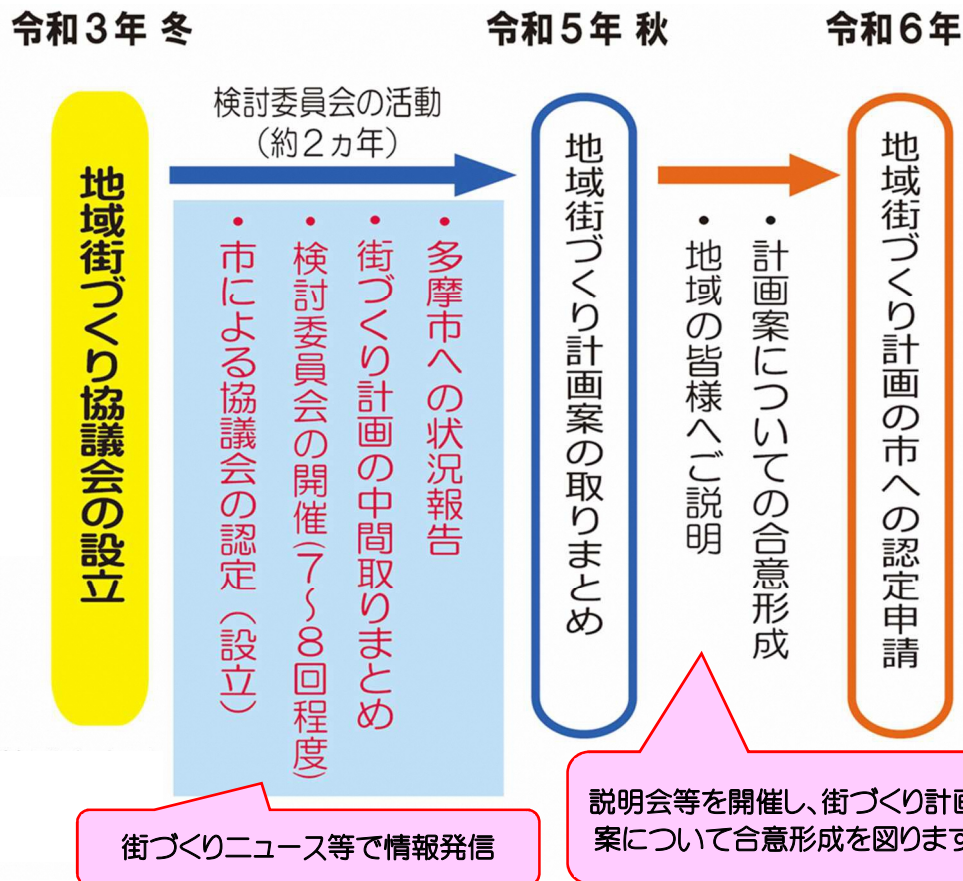 令和3年 冬
令和5年 秋
令和6年
検討委員会の活動
(約2ヵ年)
地域街づくり協議会の設立
・市による協議会の認定(設立)
・検討委員会の開催(7~8回程度)
・街づくり計画の中間取りまとめ
・多摩市への状況報告
地域街づくり計画案の取りまとめ
・地域の皆様へご説明
・計画案についての合意形成
地域街づくり計画の市への認定申請
街づくりニュース等で情報発信
説明会等を開催し、街づくり計画
案について合意形成を図ります